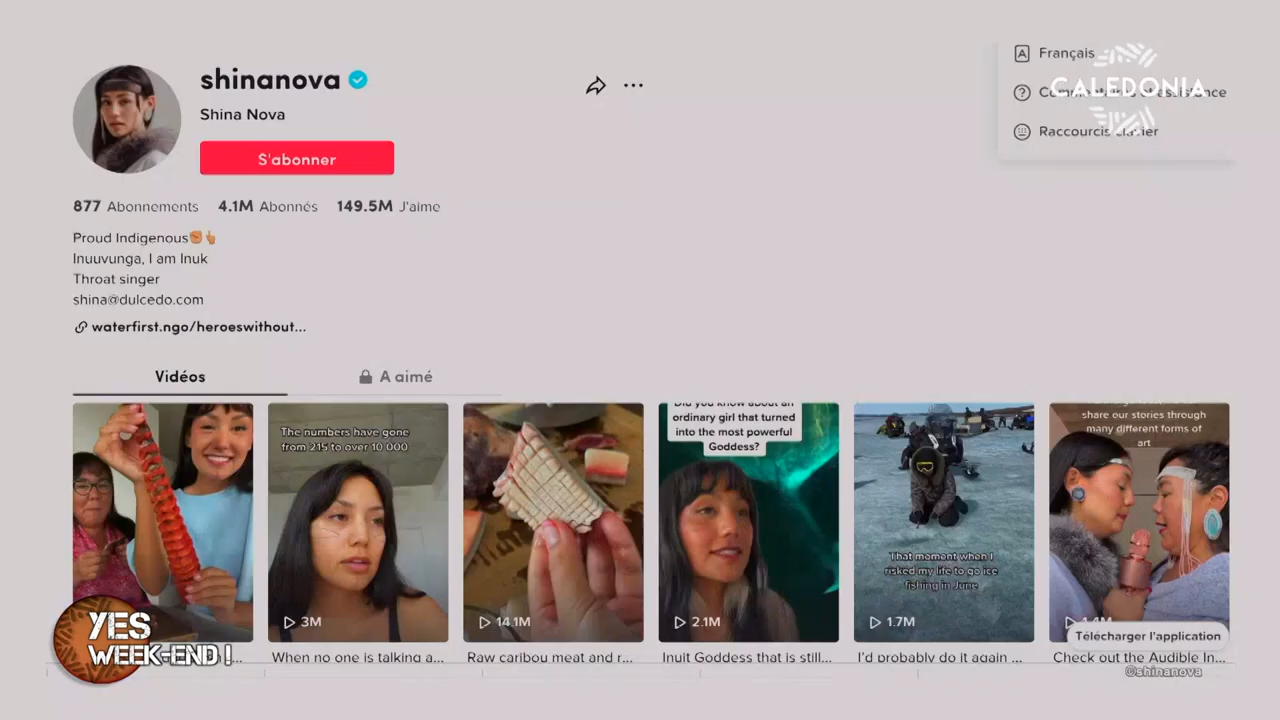 shinanova
Shina Nova
S'abonner
877 Abonnements 4.1M Abonnés 149.5M J'aime
Proud Indigenous✊🏽👆🏽
Inuuvunga, I am Inuk
Throat singer
shina@dulcedo.com
waterfirst.ngo/heroeswithout...
Français
CALEDONIA
Raccourcis clavier
Vidéos
A aimé
The numbers have gone
from 215 to over 10 000
3M
When no one is talking a...
14.1M
Raw caribou meat and r...
Did you know about an
ordinary girl that turned
into the most powerful
Goddess?
2.1M
Inuit Goddess that is still...
That moment when I
risked my life to go ice
fishing in June
1.7M
I'd probably do it again ...
share our stories through
many different forms of
art
Télécharger l'application
Check out the Audible In...
@shinanova
YES
WEEK-END !